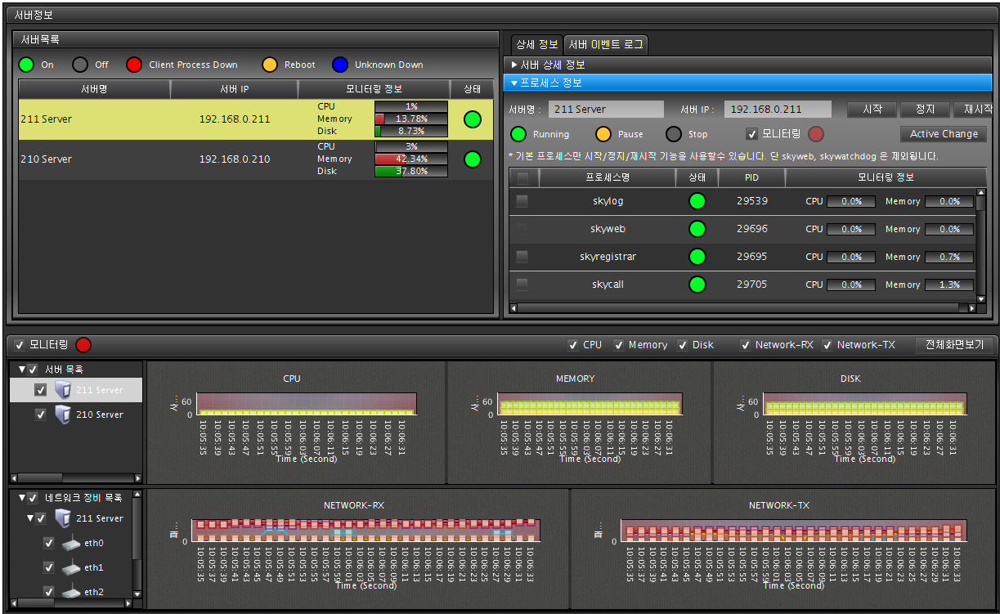 서버정보
서버목록
On Off Client Process Down Reboot Unknown Down
서버명 서버 IP 모니터링 정보 상태
211 Server 192.168.0.211
CPU 1%
Memory 13.78%
Disk 8.73%
210 Server 192.168.0.210
CPU 3%
Memory 42.34%
Disk 37.80%
상세 정보 서버 이벤트 로그
▶서버 상세 정보
▼프로세스 정보
서버명 : 211 Server 서버 IP : 192.168.0.211 시작 정지 재시작
Running Pause Stop 모니터링 Active Change
* 기본 프로세스만 시작/정지/재시작 기능을 사용할수 있습니다. 단 skyweb, skywatchdog 은 제외됩니다.
프로세스명 상태 PID 모니터링 정보
skylog 29539 CPU 0.0% Memory 0.0%
skyweb 29696 CPU 0.0% Memory 0.0%
skyregistrar 29695 CPU 0.0% Memory 0.7%
skycall 29705 CPU 0.0% Memory 1.3%
모니터링 CPU Memory Disk Network-RX Network-TX 전체화면보기
서버 목록
211 Server
210 Server
CPU
60
0
10:05:35 10:05:39 10:05:43 10:05:47 10:05:51 10:05:55 10:05:59 10:06:03 10:06:07 10:06:11 10:06:15 10:06:19 10:06:23 10:06:27 10:06:31
Time (Second)
MEMORY
60
0
10:05:35 10:05:39 10:05:43 10:05:47 10:05:51 10:05:55 10:05:59 10:06:03 10:06:07 10:06:11 10:06:15 10:06:19 10:06:23 10:06:27 10:06:31
Time (Second)
DISK
60
0
10:05:35 10:05:39 10:05:43 10:05:47 10:05:51 10:05:55 10:05:59 10:06:03 10:06:07 10:06:11 10:06:15 10:06:19 10:06:23 10:06:27 10:06:31
Time (Second)
네트워크 장비 목록
211 Server
eth0
eth1
eth2
NETWORK-RX
0
10:05:35 10:05:37 10:05:39 10:05:41 10:05:43 10:05:45 10:05:47 10:05:49 10:05:51 10:05:53 10:05:55 10:05:57 10:05:59 10:06:01 10:06:03 10:06:05 10:06:07 10:06:09 10:06:11 10:06:13 10:06:15 10:06:17 10:06:19 10:06:21 10:06:23 10:06:25 10:06:27 10:06:29 10:06:31 10:06:33
Time (Second)
NETWORK-TX
0
10:05:35 10:05:37 10:05:39 10:05:41 10:05:43 10:05:45 10:05:47 10:05:49 10:05:51 10:05:53 10:05:55 10:05:57 10:05:59 10:06:01 10:06:03 10:06:05 10:06:07 10:06:09 10:06:11 10:06:13 10:06:15 10:06:17 10:06:19 10:06:21 10:06:23 10:06:25 10:06:27 10:06:29 10:06:31 10:06:33
Time (Second)